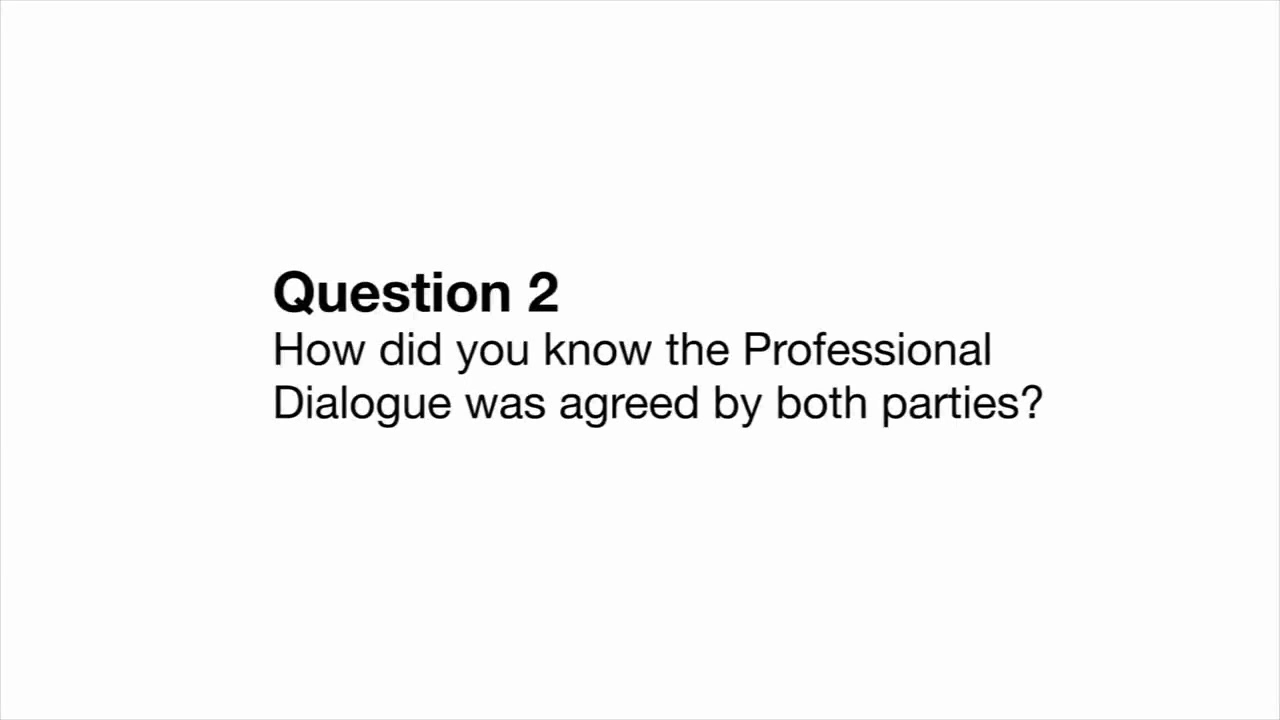 Question 2
How did you know the Professional
Dialogue was agreed by both parties?